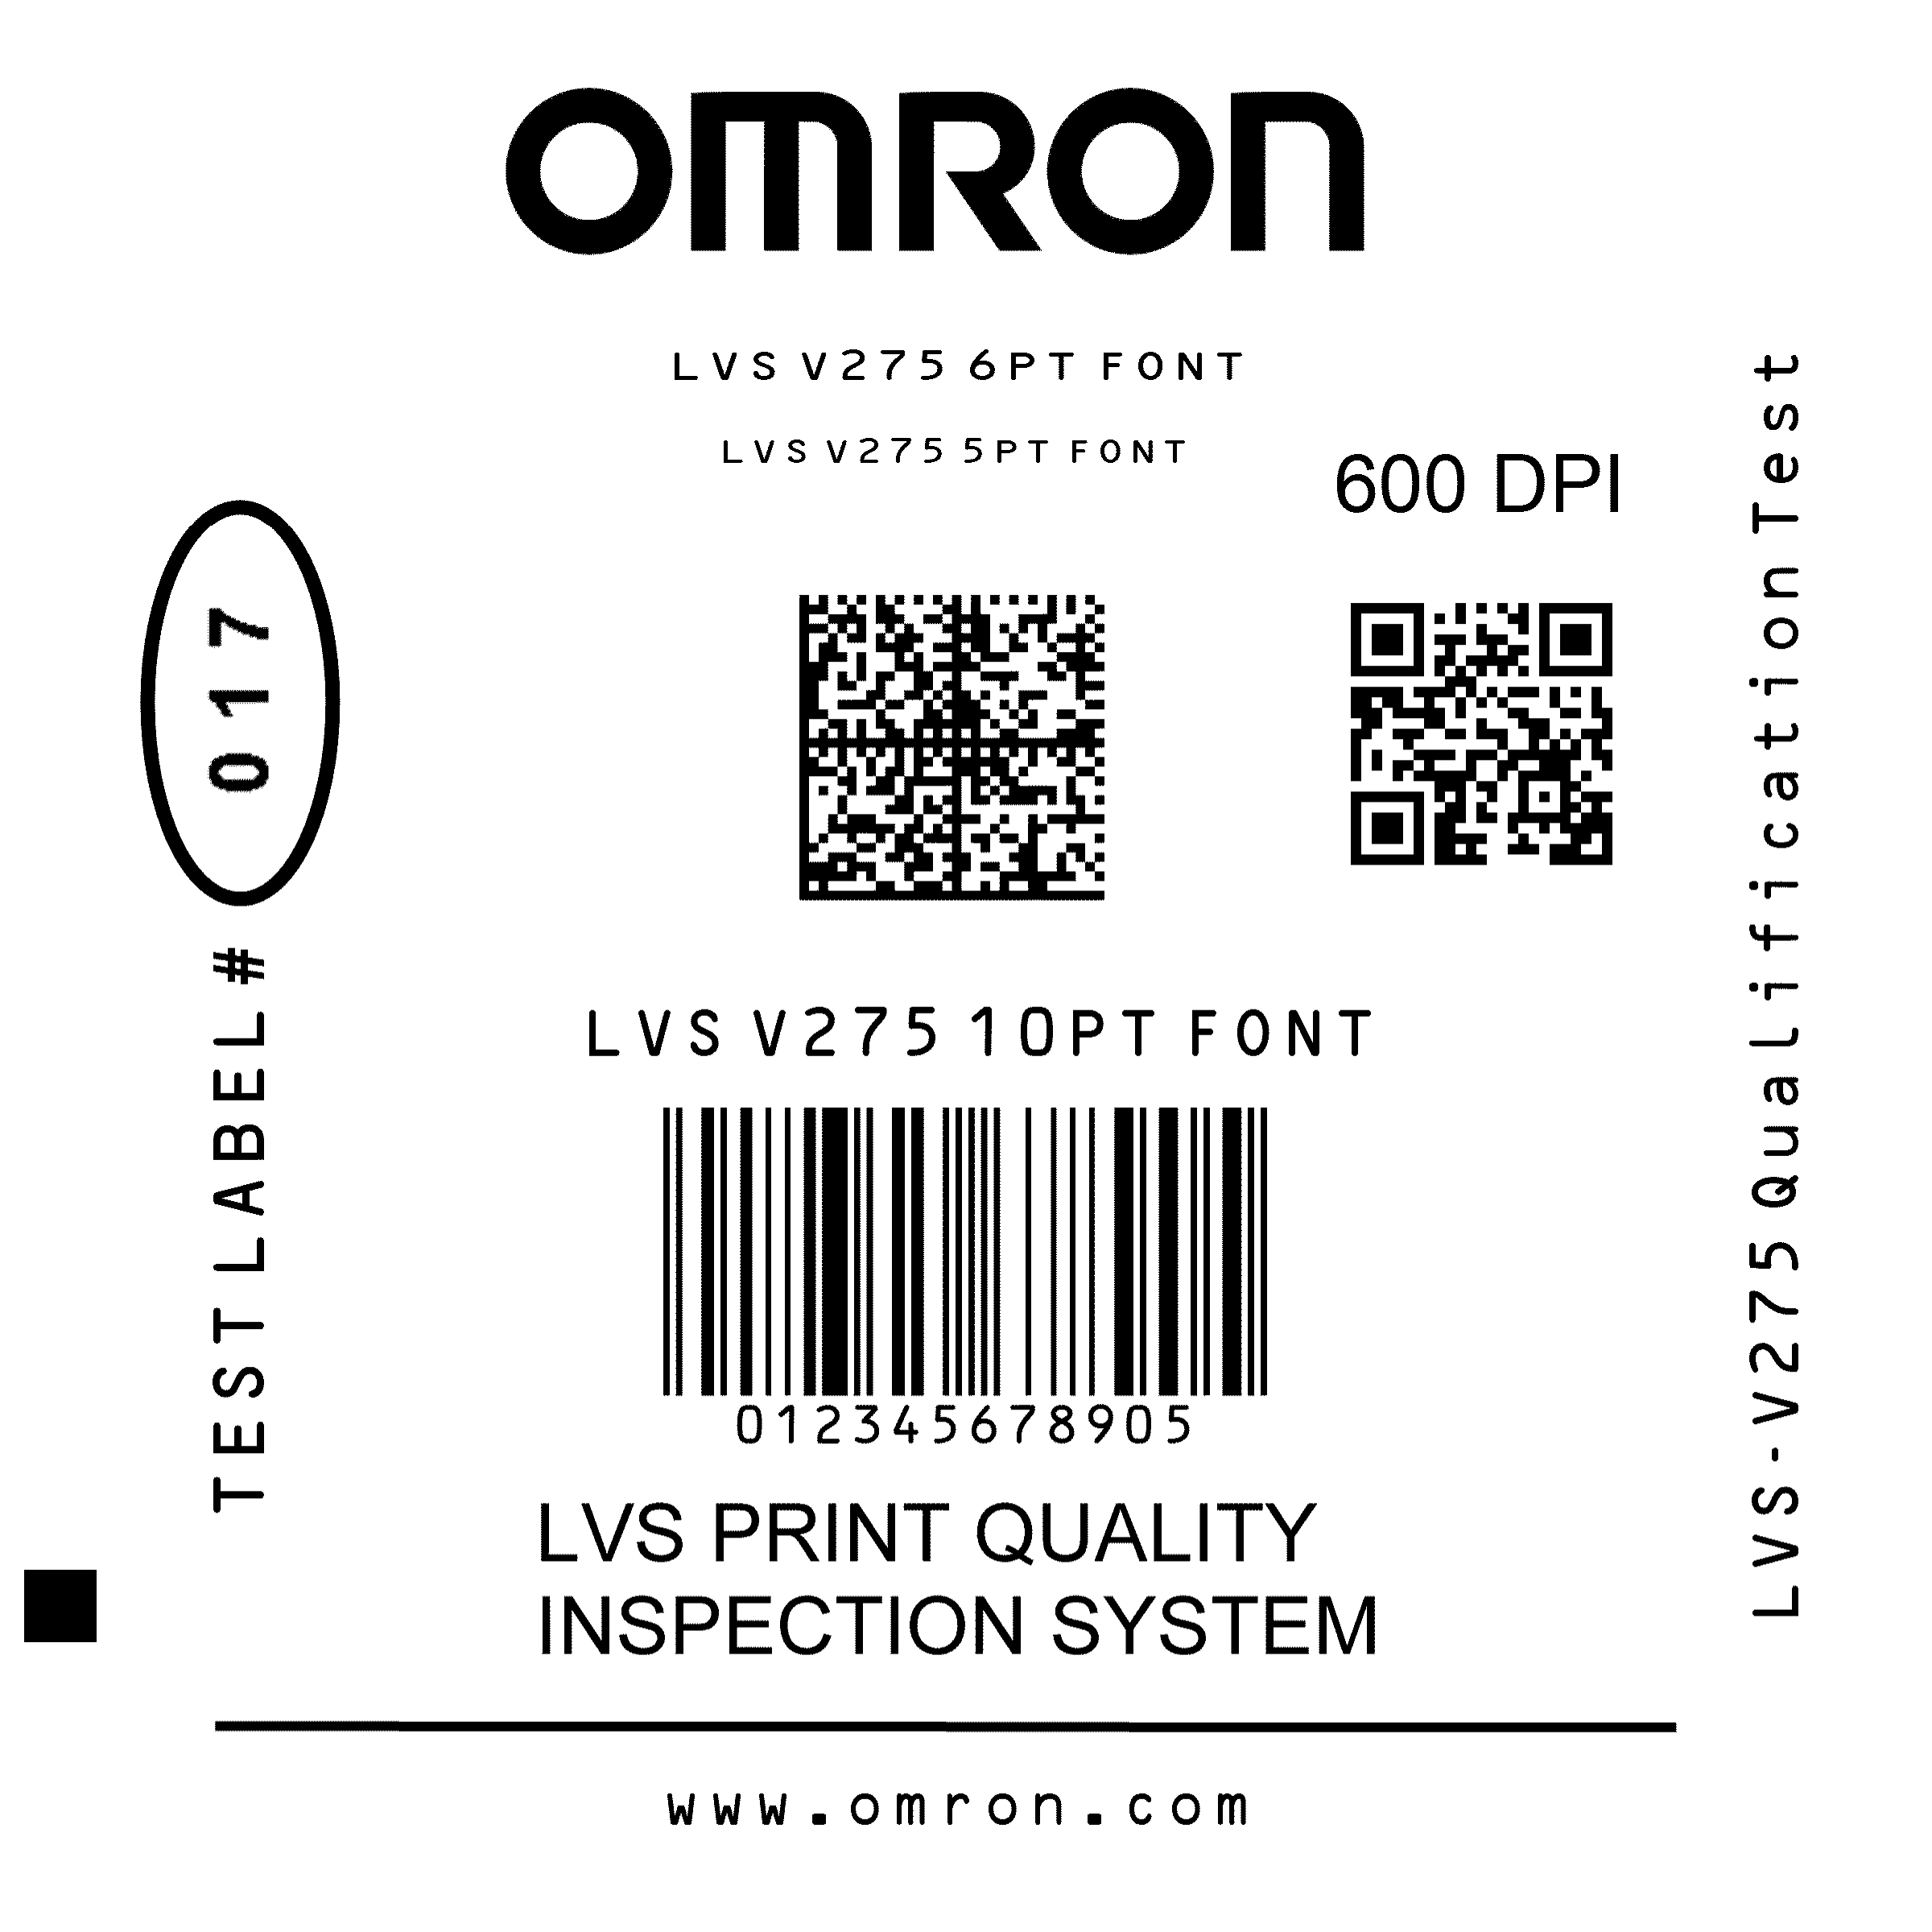 OMRON
LVS V275 6PT FONT
LVS V275 5PT FONT
600 DPI
TEST LABEL # 017
LVS-V275 Qualification Test
LVS V275 10PT FONT
012345678905
LVS PRINT QUALITY
INSPECTION SYSTEM
www.omron.com